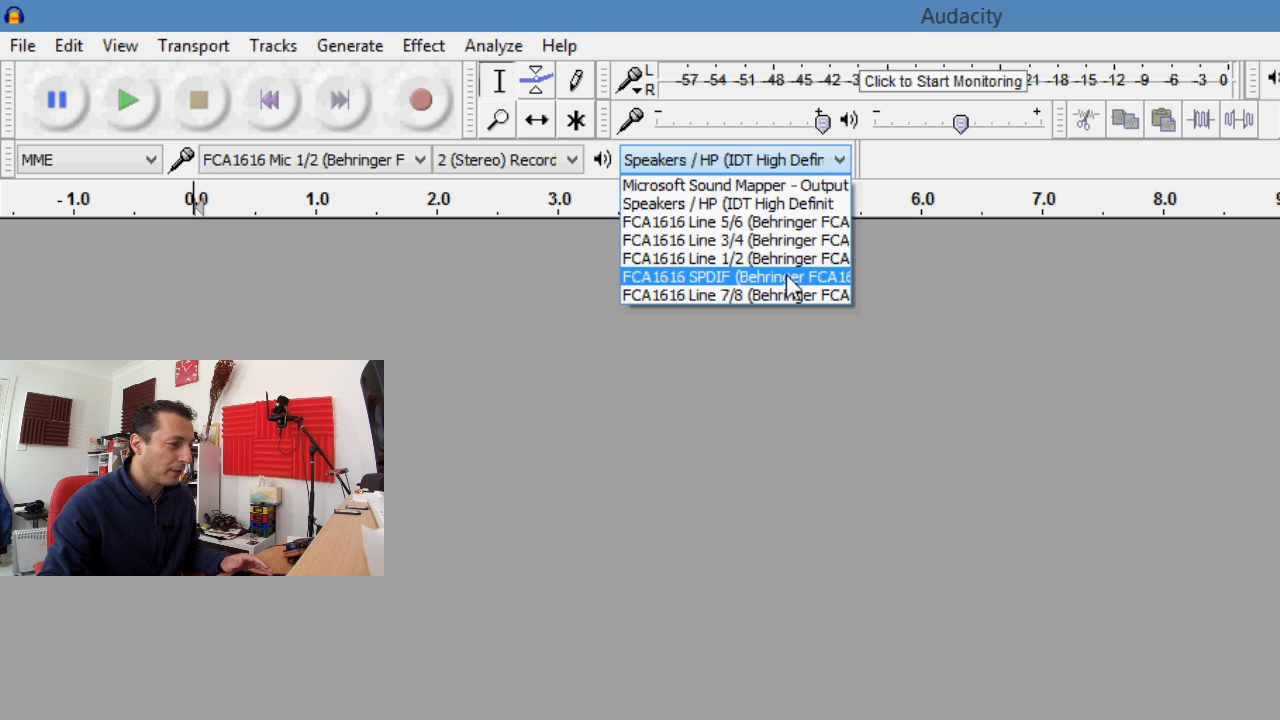 Audacity
File Edit View Transport Tracks Generate Effect Analyze Help
L
R
-57 -54 -51 -48 -45 -42 -3 Click to Start Monitoring 21 -18 -15 -12 -9 -6 -3 0
- + - +
MME FCA1616 Mic 1/2 (Behringer F 2 (Stereo) Record Speakers / HP (IDT High Defin
Microsoft Sound Mapper - Output
Speakers / HP (IDT High Definit
FCA1616 Line 5/6 (Behringer FCA
FCA1616 Line 3/4 (Behringer FCA
FCA1616 Line 1/2 (Behringer FCA
FCA1616 SPDIF (Behringer FCA16
FCA1616 Line 7/8 (Behringer FCA
- 1.0 0.0 1.0 2.0 3.0 6.0 7.0 8.0 9